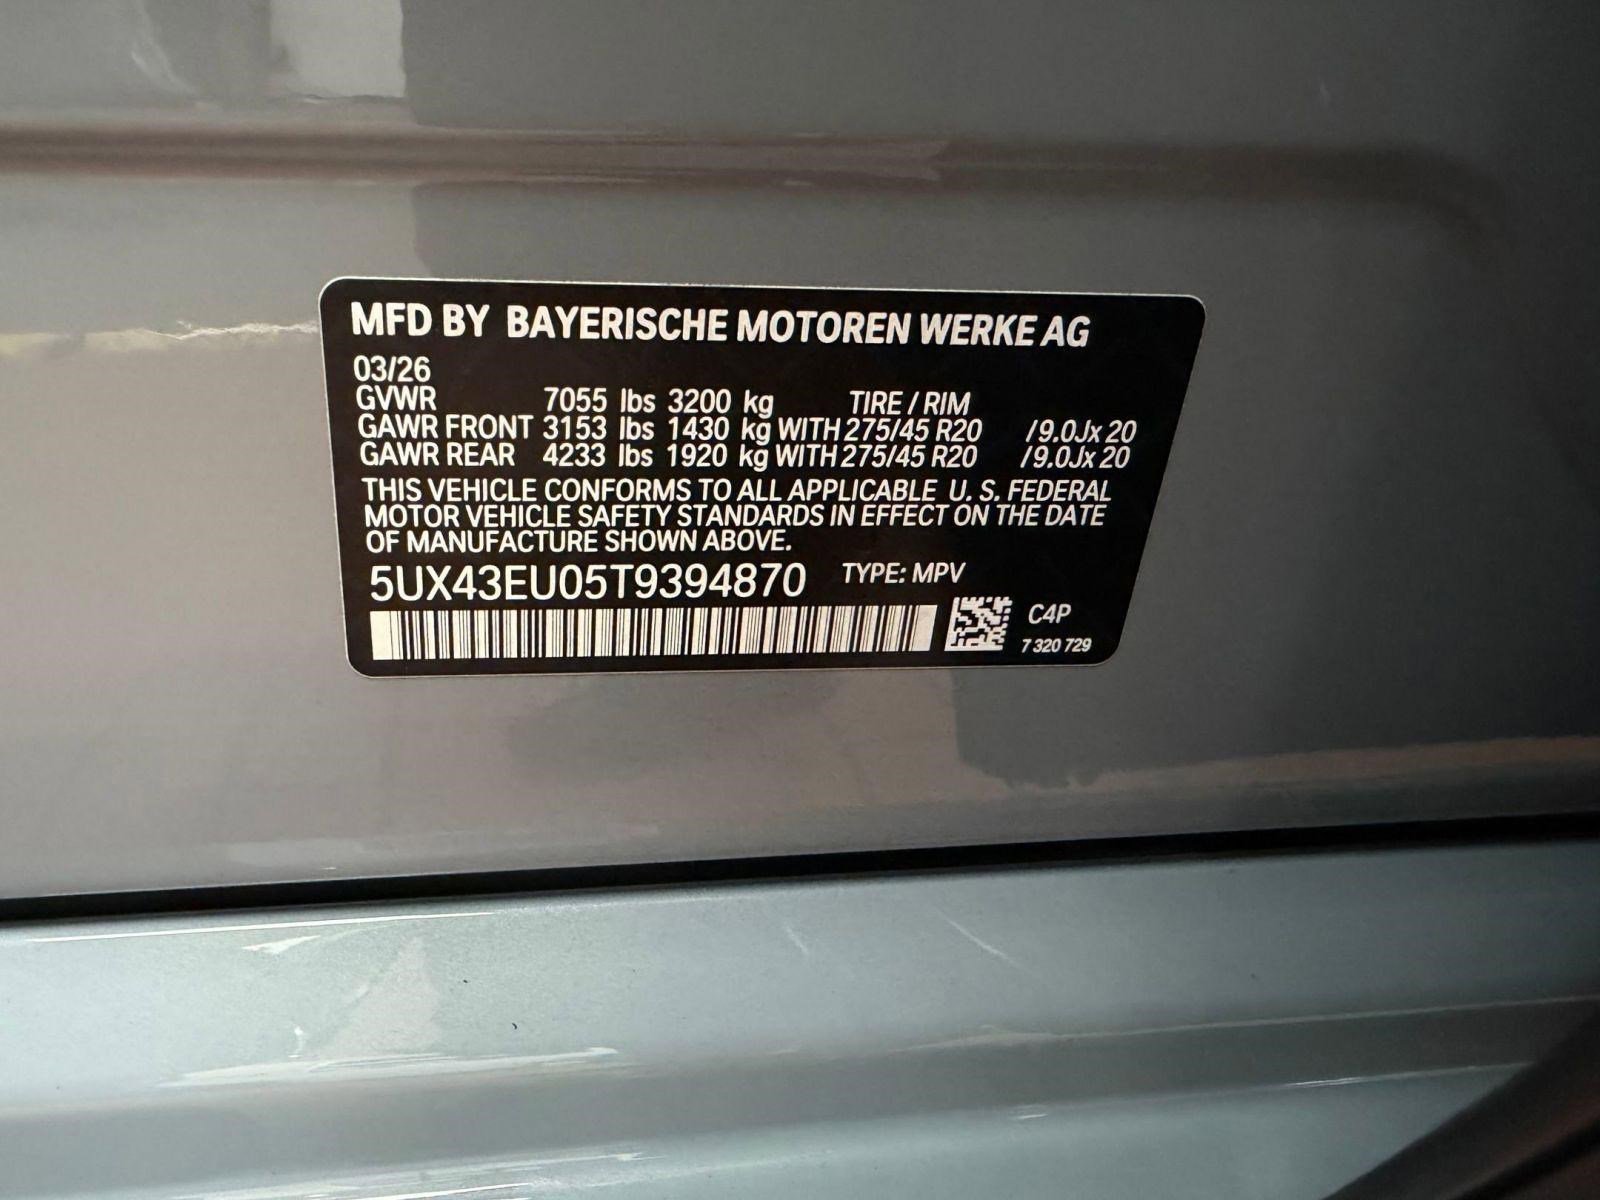 MFD BY BAYERISCHE MOTOREN WERKE AG
03/26
GVWR 7055 lbs 3200 kg TIRE / RIM
GAWR FRONT 3153 lbs 1430 kg WITH 275/45 R20 /9.0Jx 20
GAWR REAR 4233 lbs 1920 kg WITH 275/45 R20 /9.0Jx 20
THIS VEHICLE CONFORMS TO ALL APPLICABLE U. S. FEDERAL
MOTOR VEHICLE SAFETY STANDARDS IN EFFECT ON THE DATE
OF MANUFACTURE SHOWN ABOVE.
5UX43EU05T9394870 TYPE: MPV
C4P
7 320 729